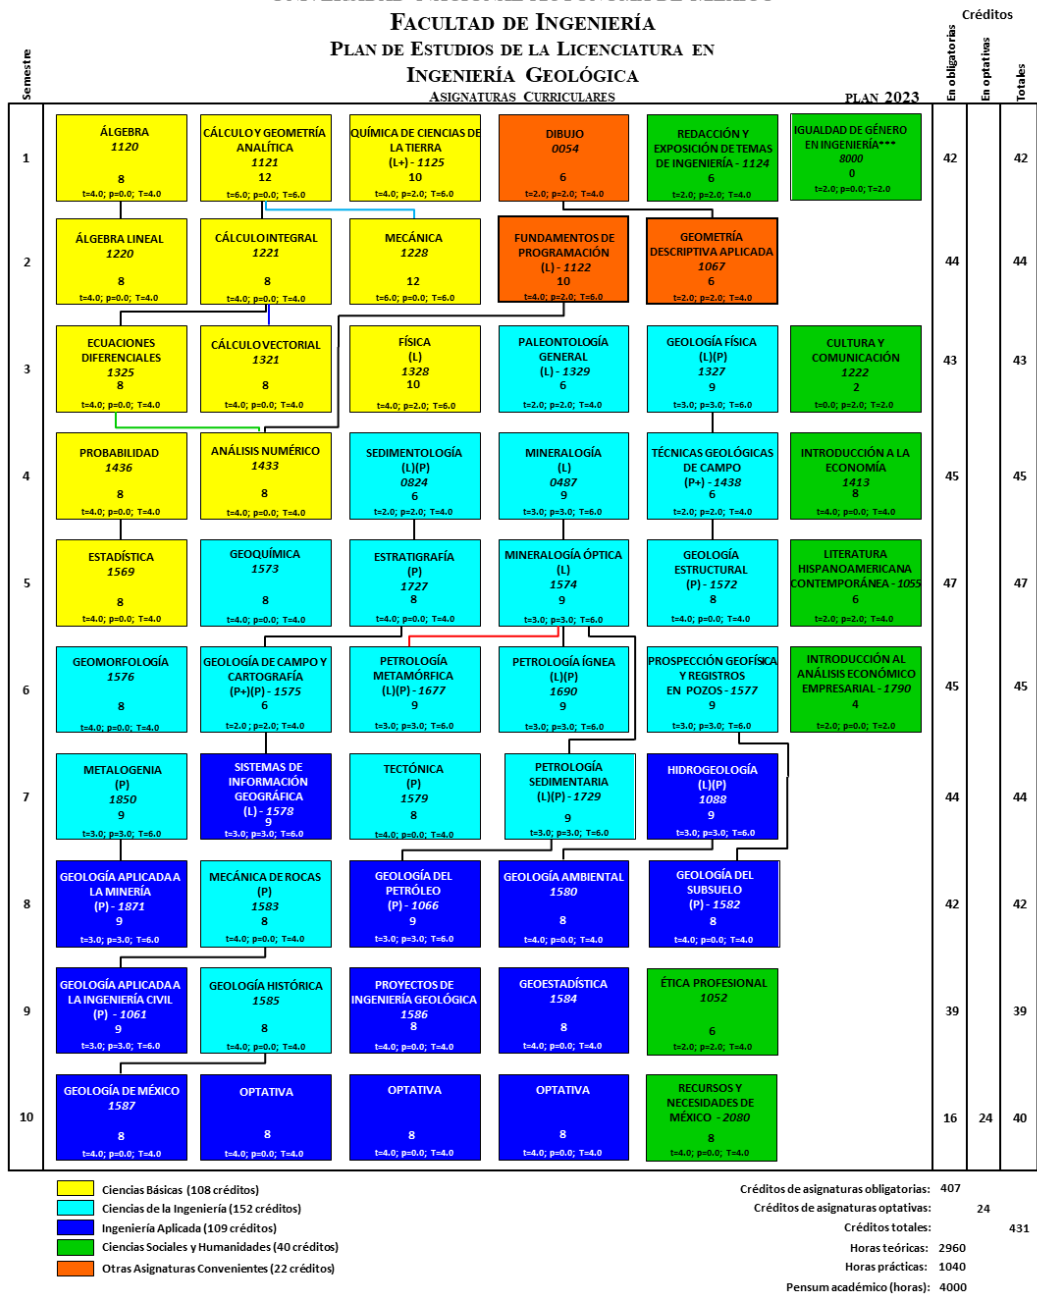 FACULTAD DE INGENIERÍA
PLAN DE ESTUDIOS DE LA LICENCIATURA EN
INGENIERÍA GEOLÓGICA
ASIGNATURAS CURRICULARES
PLAN 2023
Créditos
Semestre
En obligatorias
En optativas
Totales
1
ÁLGEBRA
1120
8
t=4.0; p=0.0; T=4.0
CÁLCULO Y GEOMETRÍA
ANALÍTICA
1121
12
t=6.0; p=0.0; T=6.0
QUÍMICA DE CIENCIAS DE
LA TIERRA
(L+) - 1125
10
t=4.0; p=2.0; T=6.0
DIBUJO
0054
6
t=2.0; p=2.0; T=4.0
REDACCIÓN Y
EXPOSICIÓN DE TEMAS
DE INGENIERÍA - 1124
6
t=2.0; p=2.0; T=4.0
IGUALDAD DE GÉNERO
EN INGENIERÍA***
8000
0
t=2.0; p=0.0; T=2.0
42
42
2
ÁLGEBRA LINEAL
1220
8
t=4.0; p=0.0; T=4.0
CÁLCULO INTEGRAL
1221
8
t=4.0; p=0.0; T=4.0
MECÁNICA
1228
12
t=6.0; p=0.0; T=6.0
FUNDAMENTOS DE
PROGRAMACIÓN
(L) - 1122
10
t=4.0; p=2.0; T=6.0
GEOMETRÍA
DESCRIPTIVA APLICADA
1067
6
t=2.0; p=2.0; T=4.0
44
44
3
ECUACIONES
DIFERENCIALES
1325
8
t=4.0; p=0.0; T=4.0
CÁLCULO VECTORIAL
1321
8
t=4.0; p=0.0; T=4.0
FÍSICA
(L)
1328
10
t=4.0; p=2.0; T=6.0
PALEONTOLOGÍA
GENERAL
(L) - 1329
6
t=2.0; p=2.0; T=4.0
GEOLOGÍA FÍSICA
(L)(P)
1327
9
t=3.0; p=3.0; T=6.0
CULTURA Y
COMUNICACIÓN
1222
2
t=0.0; p=2.0; T=2.0
43
43
4
PROBABILIDAD
1436
8
t=4.0; p=0.0; T=4.0
ANÁLISIS NUMÉRICO
1433
8
t=4.0; p=0.0; T=4.0
SEDIMENTOLOGÍA
(L)(P)
0824
6
t=2.0; p=2.0; T=4.0
MINERALOGÍA
(L)
0487
9
t=3.0; p=3.0; T=6.0
TÉCNICAS GEOLÓGICAS
DE CAMPO
(P+) - 1438
6
t=2.0; p=2.0; T=4.0
INTRODUCCIÓN A LA
ECONOMÍA
1413
8
t=4.0; p=0.0; T=4.0
45
45
5
ESTADÍSTICA
1569
8
t=4.0; p=0.0; T=4.0
GEOQUÍMICA
1573
8
t=4.0; p=0.0; T=4.0
ESTRATIGRAFÍA
(P)
1727
8
t=4.0; p=0.0; T=4.0
MINERALOGÍA ÓPTICA
(L)
1574
9
t=3.0; p=3.0; T=6.0
GEOLOGÍA
ESTRUCTURAL
(P) - 1572
8
t=4.0; p=0.0; T=4.0
LITERATURA
HISPANOAMERICANA
CONTEMPORÁNEA - 1055
6
t=2.0; p=2.0; T=4.0
47
47
6
GEOMORFOLOGÍA
1576
8
t=4.0; p=0.0; T=4.0
GEOLOGÍA DE CAMPO Y
CARTOGRAFÍA
(P+)(P) - 1575
6
t=2.0; p=2.0; T=4.0
PETROLOGÍA
METAMÓRFICA
(L)(P) - 1677
9
t=3.0; p=3.0; T=6.0
PETROLOGÍA ÍGNEA
(L)(P)
1690
9
t=3.0; p=3.0; T=6.0
PROSPECCIÓN GEOFÍSICA
Y REGISTROS
EN POZOS - 1577
9
t=3.0; p=3.0; T=6.0
INTRODUCCIÓN AL
ANÁLISIS ECONÓMICO
EMPRESARIAL - 1790
4
t=2.0; p=0.0; T=2.0
45
45
7
METALOGENIA
(P)
1850
9
t=3.0; p=3.0; T=6.0
SISTEMAS DE
INFORMACIÓN
GEOGRÁFICA
(L) - 1578
9
t=3.0; p=3.0; T=6.0
TECTÓNICA
(P)
1579
8
t=4.0; p=0.0; T=4.0
PETROLOGÍA
SEDIMENTARIA
(L)(P) - 1729
9
t=3.0; p=3.0; T=6.0
HIDROGEOLOGÍA
(L)(P)
1088
9
t=3.0; p=3.0; T=6.0
44
44
8
GEOLOGÍA APLICADA A
LA MINERÍA
(P) - 1871
9
t=3.0; p=3.0; T=6.0
MECÁNICA DE ROCAS
(P)
1583
8
t=4.0; p=0.0; T=4.0
GEOLOGÍA DEL
PETRÓLEO
(P) - 1066
9
t=3.0; p=3.0; T=6.0
GEOLOGÍA AMBIENTAL
1580
8
t=4.0; p=0.0; T=4.0
GEOLOGÍA DEL
SUBSUELO
(P) - 1582
8
t=4.0; p=0.0; T=4.0
42
42
9
GEOLOGÍA APLICADA A
LA INGENIERÍA CIVIL
(P) - 1061
9
t=3.0; p=3.0; T=6.0
GEOLOGÍA HISTÓRICA
1585
8
t=4.0; p=0.0; T=4.0
PROYECTOS DE
INGENIERÍA GEOLÓGICA
1586
8
t=4.0; p=0.0; T=4.0
GEOESTADÍSTICA
1584
8
t=4.0; p=0.0; T=4.0
ÉTICA PROFESIONAL
1052
6
t=2.0; p=2.0; T=4.0
39
39
10
GEOLOGÍA DE MÉXICO
1587
8
t=4.0; p=0.0; T=4.0
OPTATIVA
8
t=4.0; p=0.0; T=4.0
OPTATIVA
8
t=4.0; p=0.0; T=4.0
OPTATIVA
8
t=4.0; p=0.0; T=4.0
RECURSOS Y
NECESIDADES DE
MÉXICO - 2080
8
t=4.0; p=0.0; T=4.0
16
24
40
Ciencias Básicas (108 créditos)
Ciencias de la Ingeniería (152 créditos)
Ingeniería Aplicada (109 créditos)
Ciencias Sociales y Humanidades (40 créditos)
Otras Asignaturas Convenientes (22 créditos)
Créditos de asignaturas obligatorias: 407
Créditos de asignaturas optativas: 24
Créditos totales: 431
Horas teóricas: 2960
Horas prácticas: 1040
Pensum académico (horas): 4000